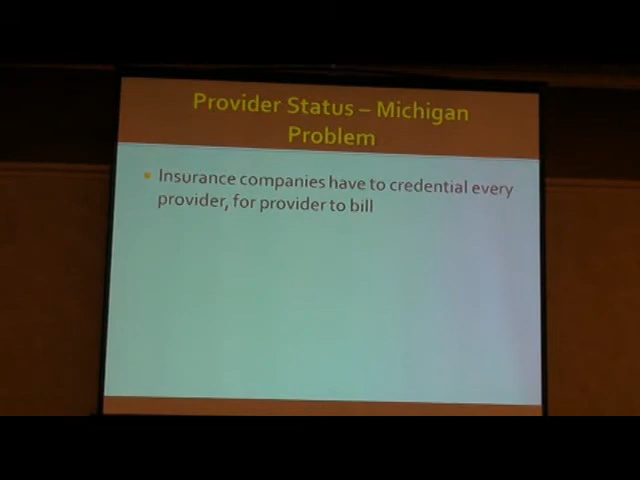 Provider Status – Michigan
Problem
Insurance companies have to credential every
provider, for provider to bill